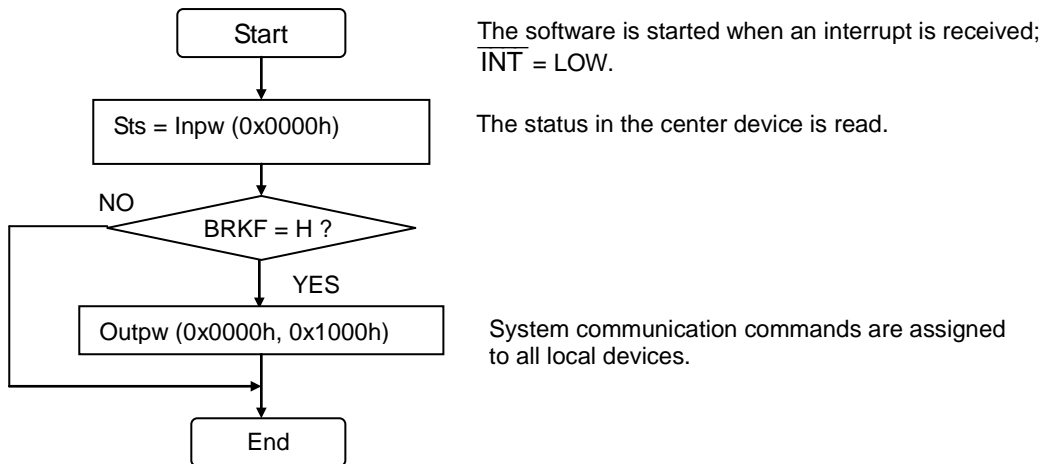 Start
The software is started when an interrupt is received;
INT = LOW.
Sts = Inpw (0x0000h)
The status in the center device is read.
NO
BRKF = H ?
YES
Outpw (0x0000h, 0x1000h)
System communication commands are assigned
to all local devices.
End